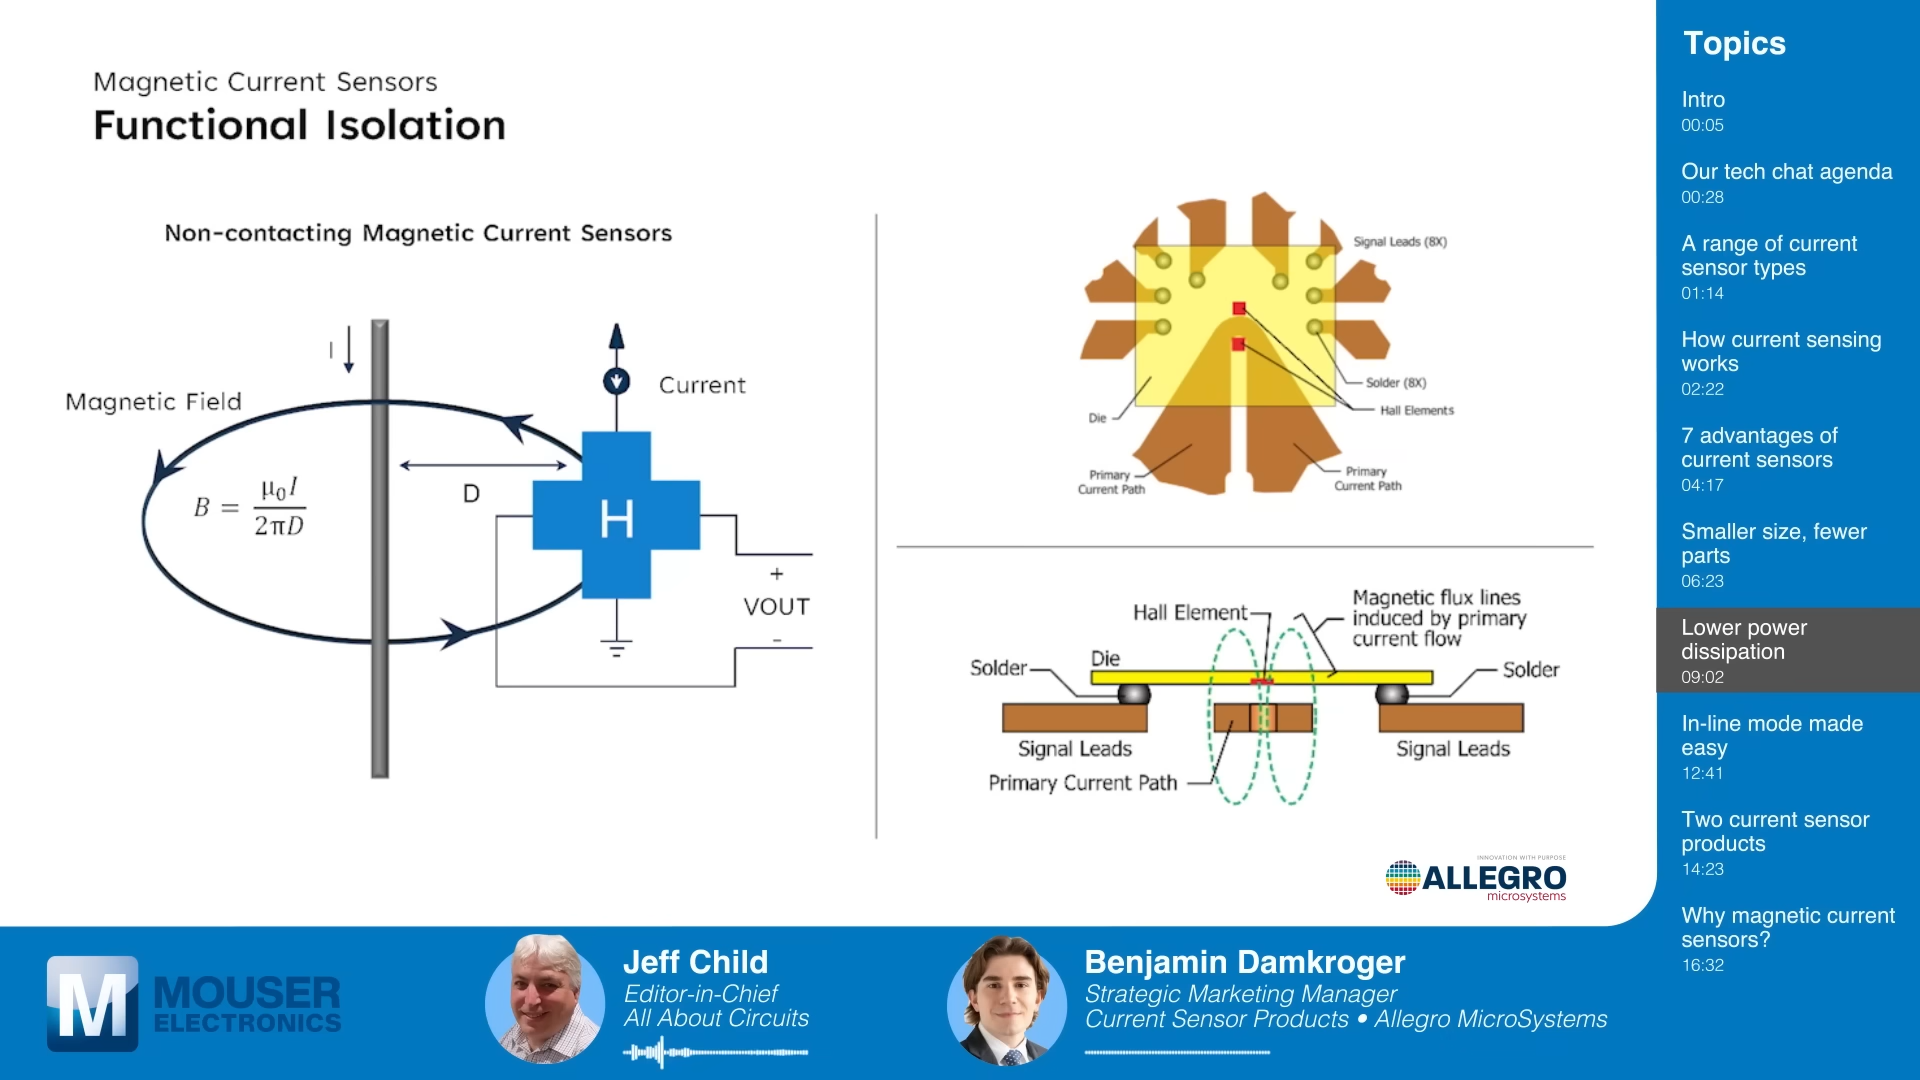 Magnetic Current Sensors
Functional Isolation
Non-contacting Magnetic Current Sensors
I
Magnetic Field
B = μ₀I / 2πD
D
Current
H
+
VOUT
-
Signal Leads (8X)
Solder (8X)
Hall Elements
Die
Primary
Current Path
Primary
Current Path
Hall Element
Magnetic flux lines
induced by primary
current flow
Die
Solder
Solder
Signal Leads
Signal Leads
Primary Current Path
INNOVATION WITH PURPOSE
ALLEGRO
microsystems
Topics
Intro
00:05
Our tech chat agenda
00:28
A range of current
sensor types
01:14
How current sensing
works
02:22
7 advantages of
current sensors
04:17
Smaller size, fewer
parts
06:23
Lower power
dissipation
09:02
In-line mode made
easy
12:41
Two current sensor
products
14:23
Why magnetic current
sensors?
16:32
M
MOUSER
ELECTRONICS
Jeff Child
Editor-in-Chief
All About Circuits
Benjamin Damkroger
Strategic Marketing Manager
Current Sensor Products • Allegro MicroSystems